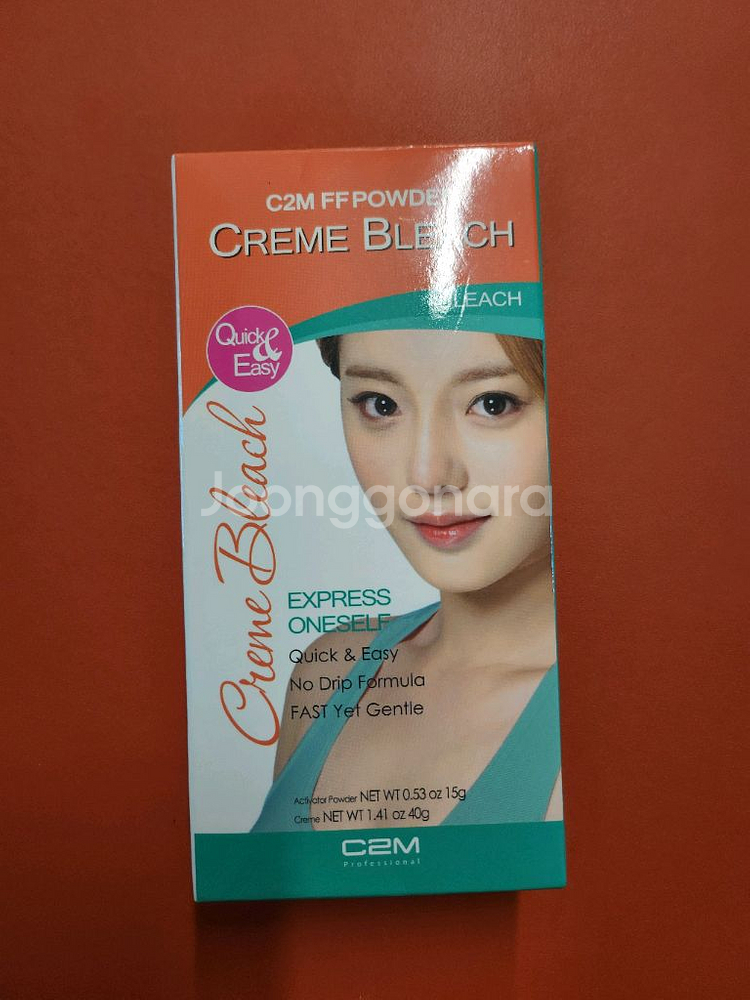 C2M FF POWDER
CREME BLEACH
BLEACH
Quick
&
Easy
Creme Bleach
Joonggonara
EXPRESS
ONESELF
Quick & Easy
No Drip Formula
FAST Yet Gentle
Activator Powder NET WT 0.53 oz 15g
Creme NET WT 1.41 oz 40g
C2M
Professional